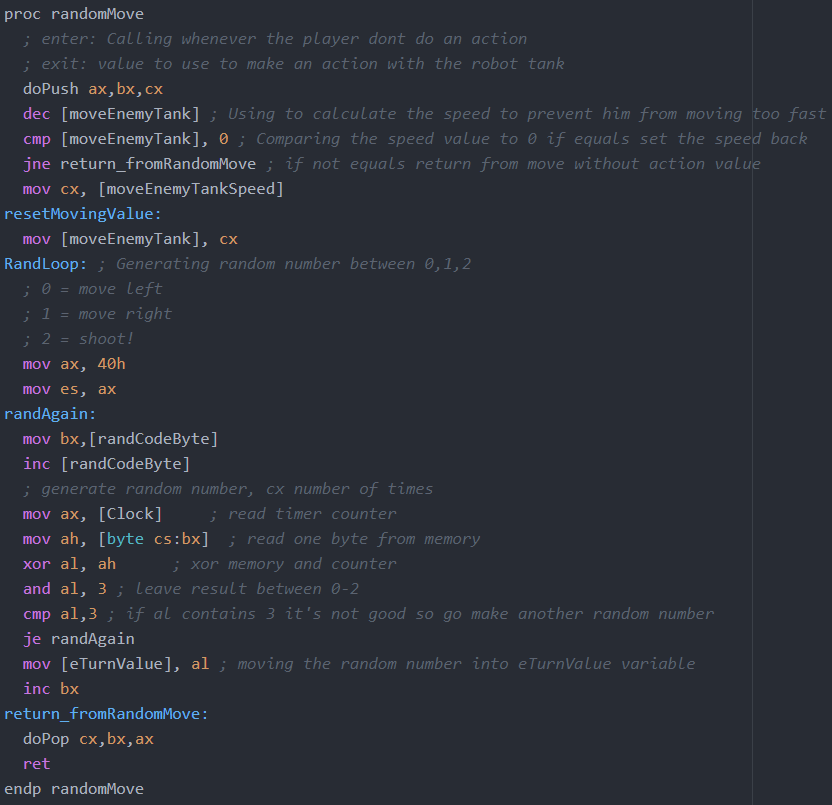 proc randomMove
; enter: Calling whenever the player dont do an action
; exit: value to use to make an action with the robot tank
doPush ax,bx,cx
dec [moveEnemyTank] ; Using to calculate the speed to prevent him from moving too fast
cmp [moveEnemyTank], 0 ; Comparing the speed value to 0 if equals set the speed back
jne return_fromRandomMove ; if not equals return from move without action value
mov cx, [moveEnemyTankSpeed]
resetMovingValue:
mov [moveEnemyTank], cx
RandLoop: ; Generating random number between 0,1,2
; 0 = move left
; 1 = move right
; 2 = shoot!
mov ax, 40h
mov es, ax
randAgain:
mov bx,[randCodeByte]
inc [randCodeByte]
; generate random number, cx number of times
mov ax, [Clock] ; read timer counter
mov ah, [byte cs:bx] ; read one byte from memory
xor al, ah ; xor memory and counter
and al, 3 ; leave result between 0-2
cmp al,3 ; if al contains 3 it's not good so go make another random number
je randAgain
mov [eTurnValue], al ; moving the random number into eTurnValue variable
inc bx
return_fromRandomMove:
doPop cx,bx,ax
ret
endp randomMove